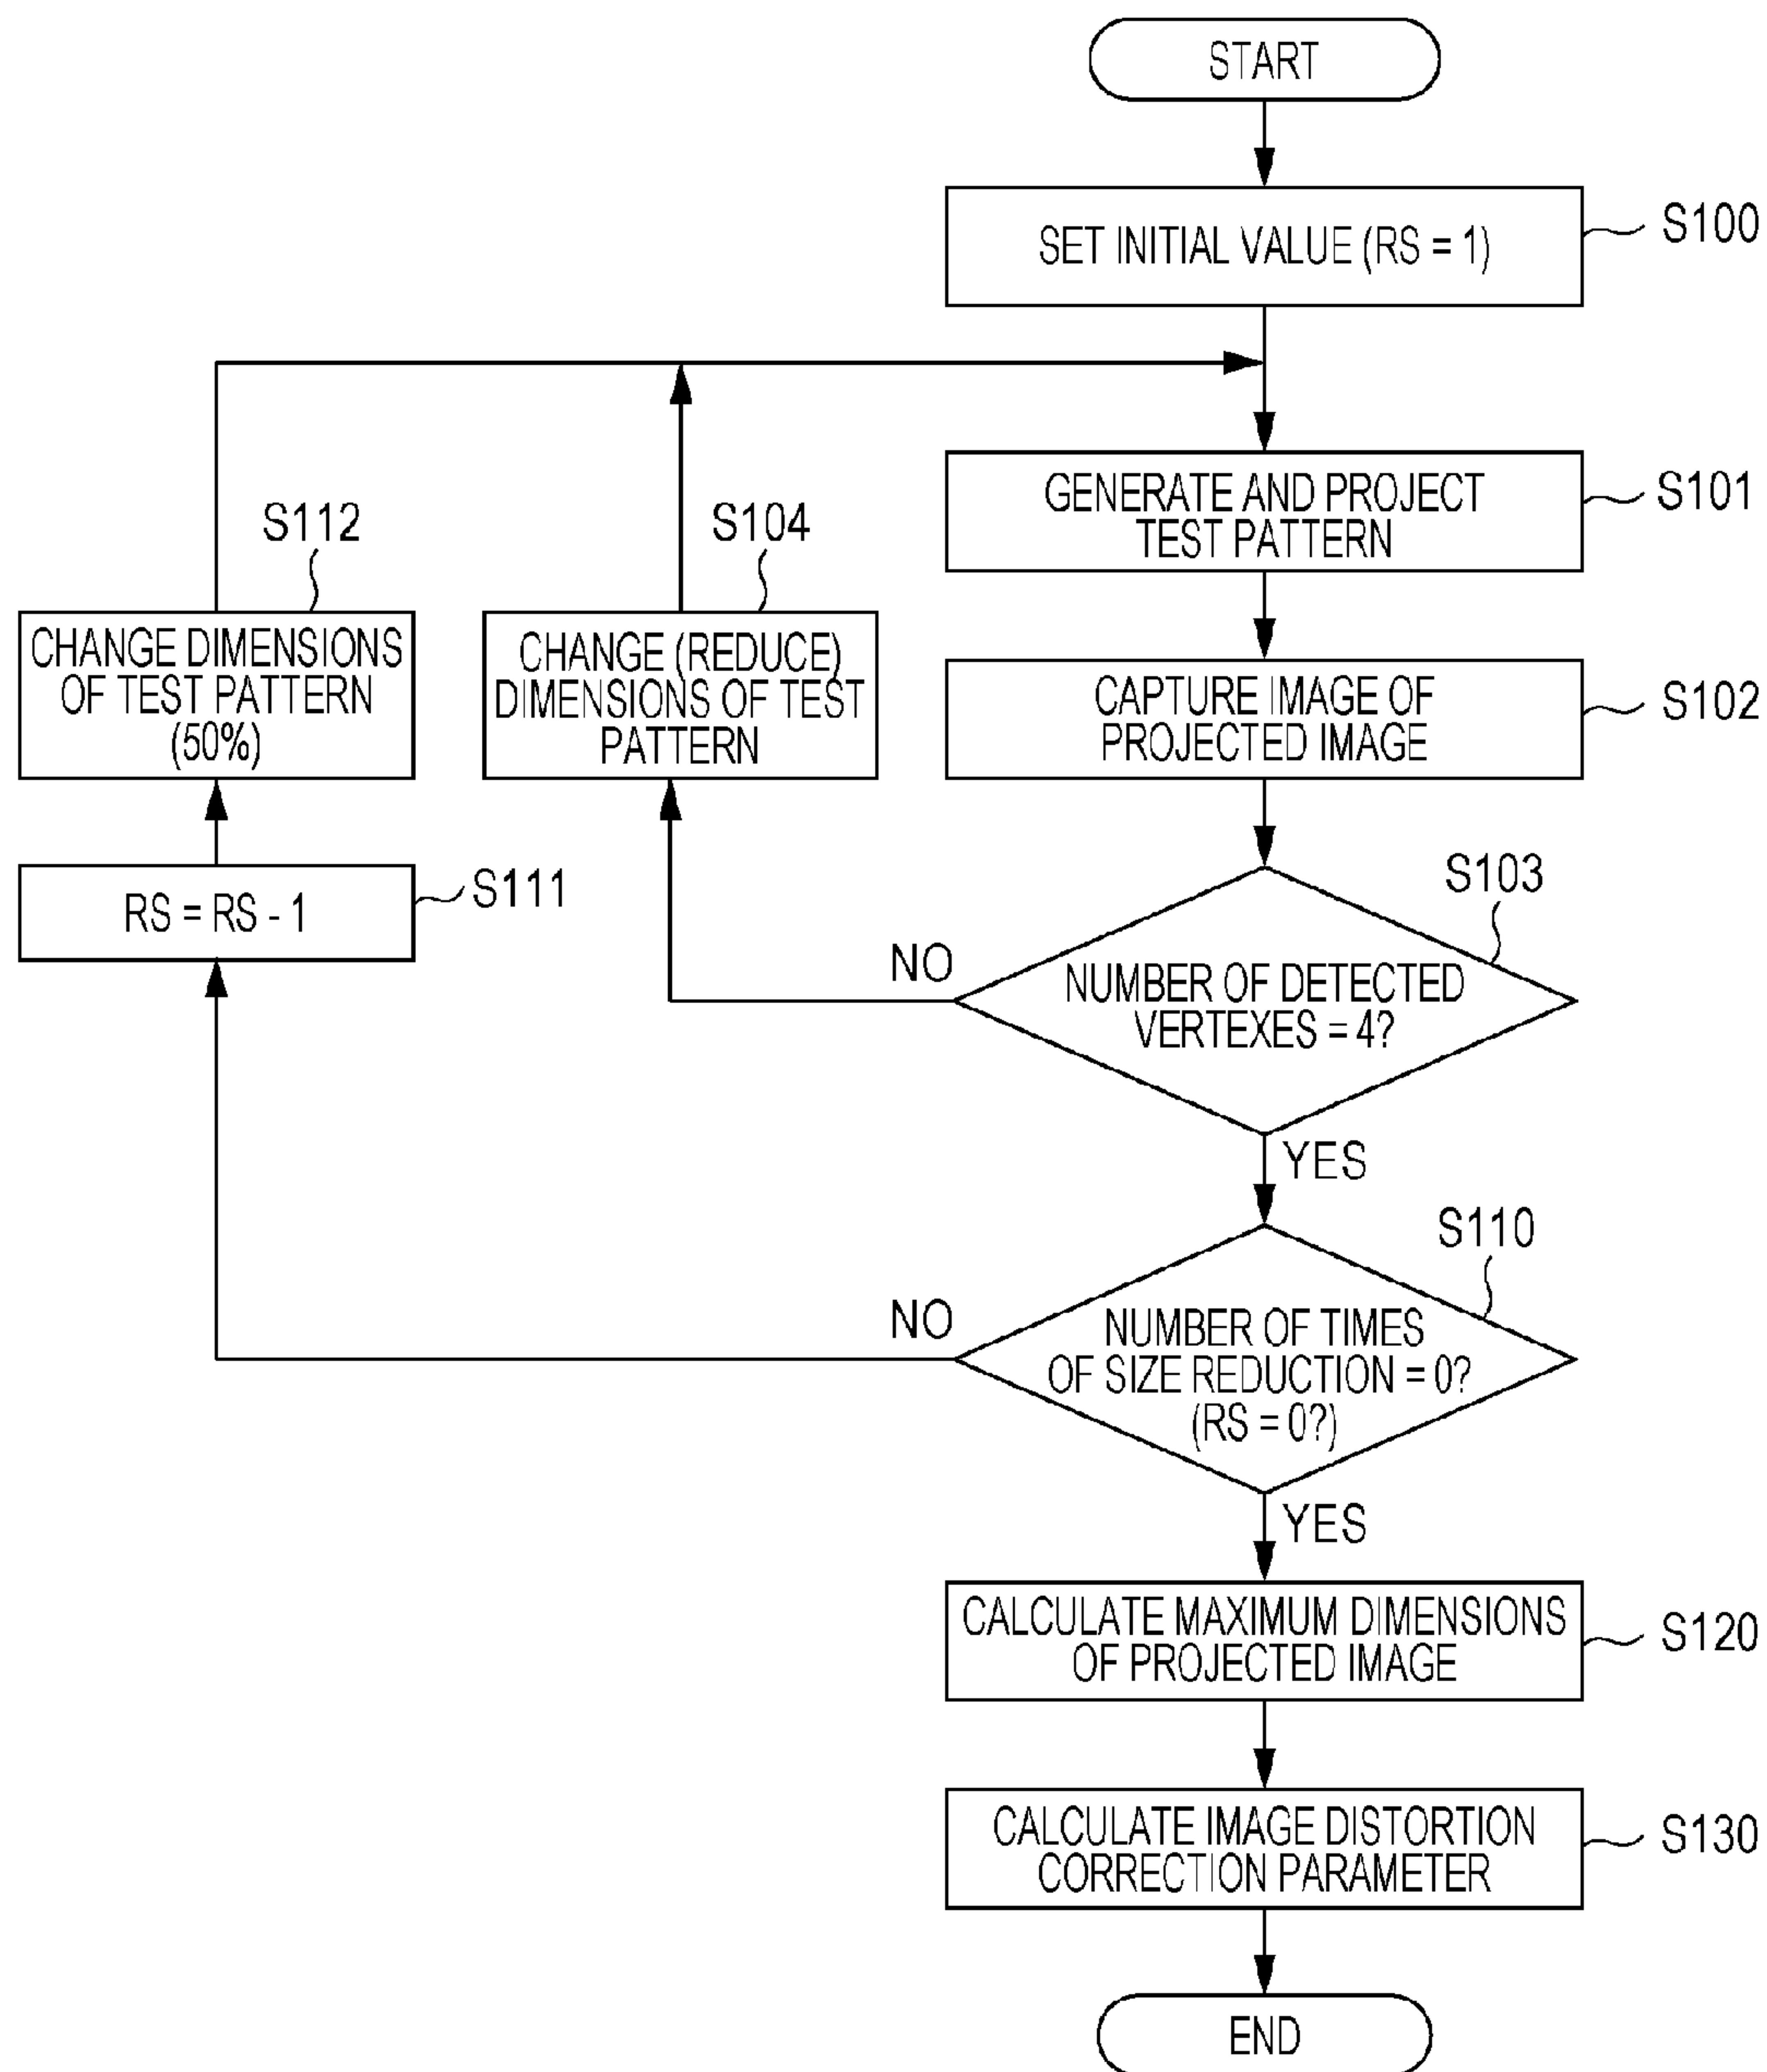 START
SET INITIAL VALUE (RS = 1)
S100
GENERATE AND PROJECT
TEST PATTERN
S101
S112
CHANGE DIMENSIONS
OF TEST PATTERN
(50%)
S104
CHANGE (REDUCE)
DIMENSIONS OF TEST
PATTERN
CAPTURE IMAGE OF
PROJECTED IMAGE
S102
RS = RS - 1
S111
S103
NO
NUMBER OF DETECTED
VERTEXES = 4?
YES
S110
NO
NUMBER OF TIMES
OF SIZE REDUCTION = 0?
(RS = 0?)
YES
CALCULATE MAXIMUM DIMENSIONS
OF PROJECTED IMAGE
S120
CALCULATE IMAGE DISTORTION
CORRECTION PARAMETER
S130
END